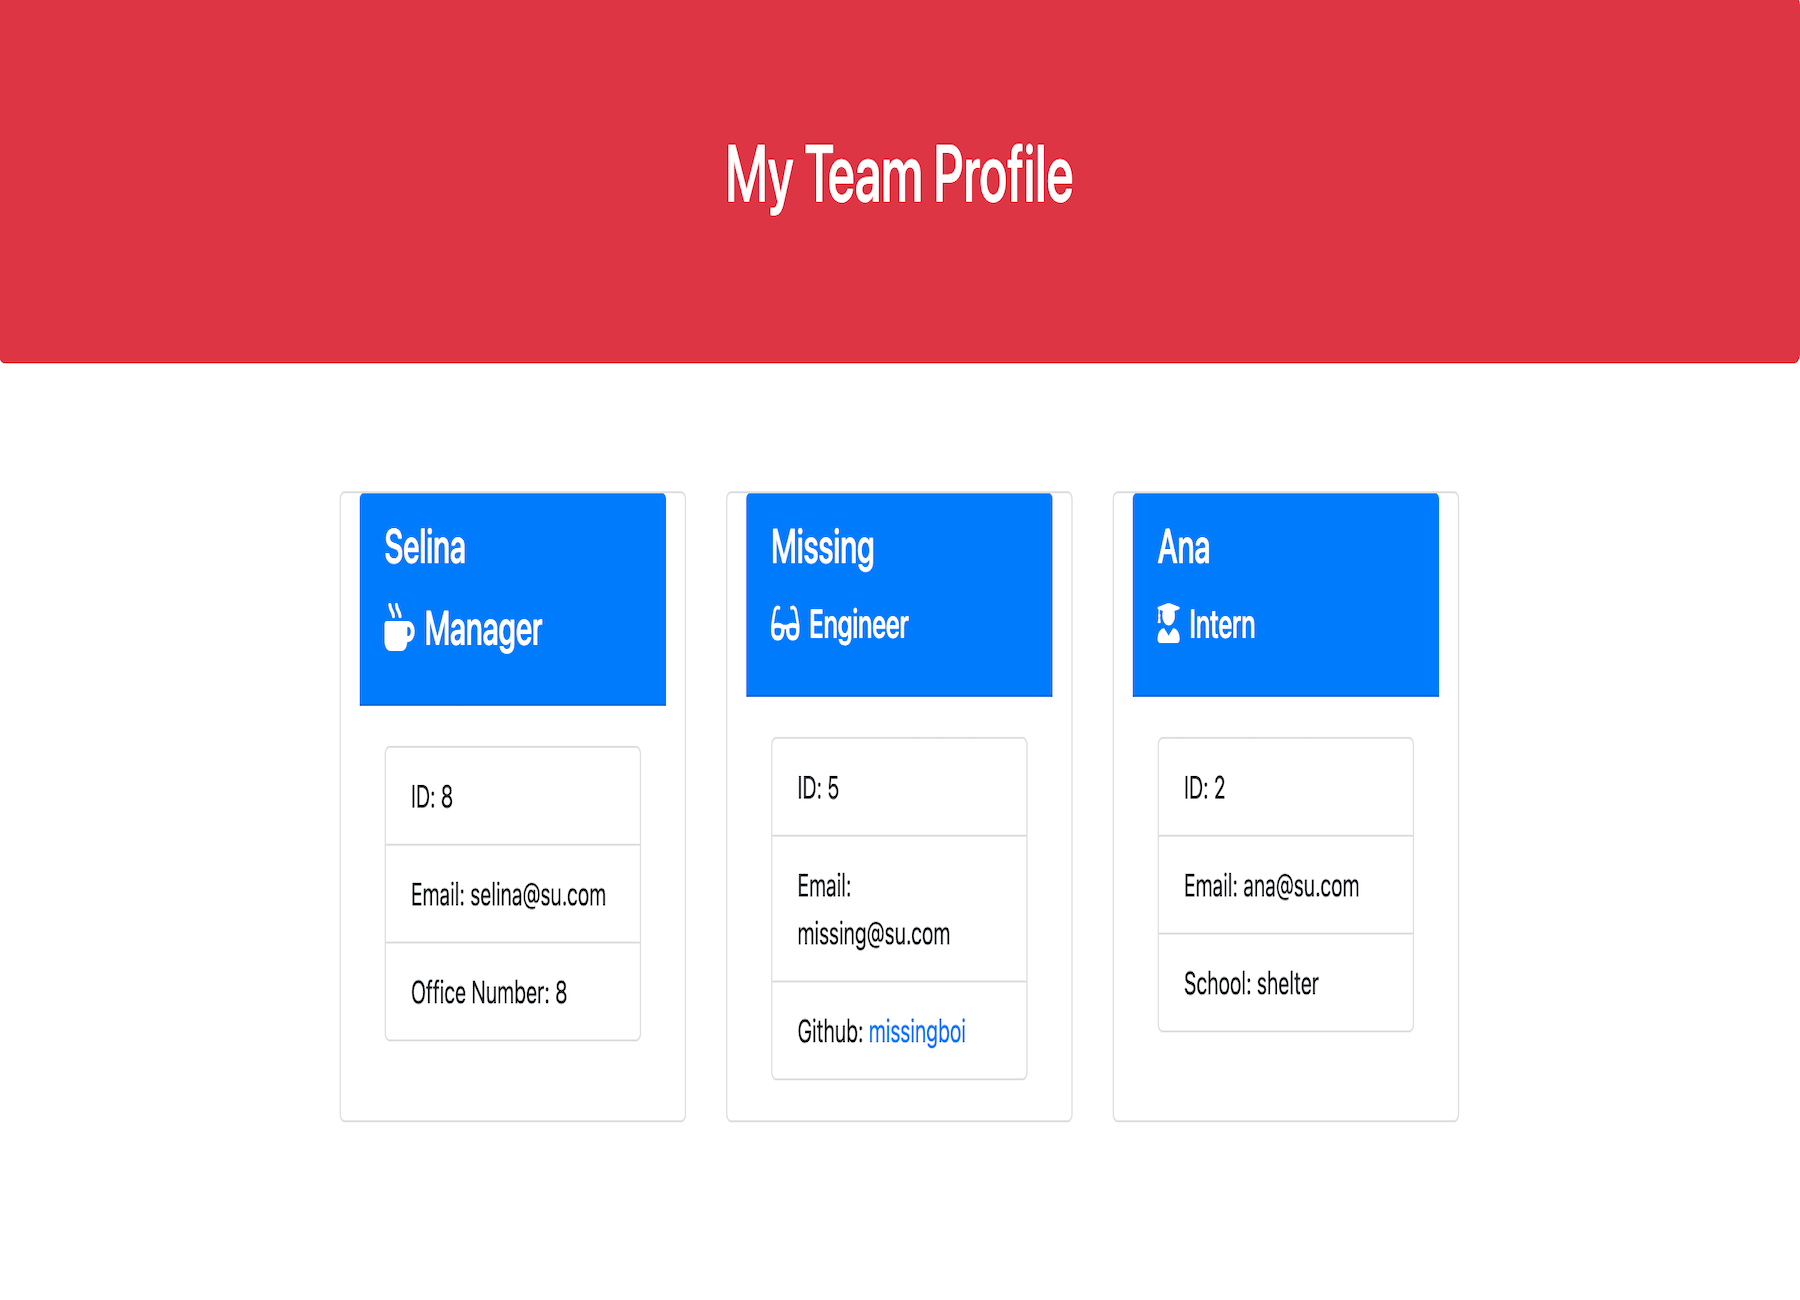 My Team Profile
Selina
Manager
ID: 8
Email: selina@su.com
Office Number: 8
Missing
Engineer
ID: 5
Email:
missing@su.com
Github: missingboi
Ana
Intern
ID: 2
Email: ana@su.com
School: shelter